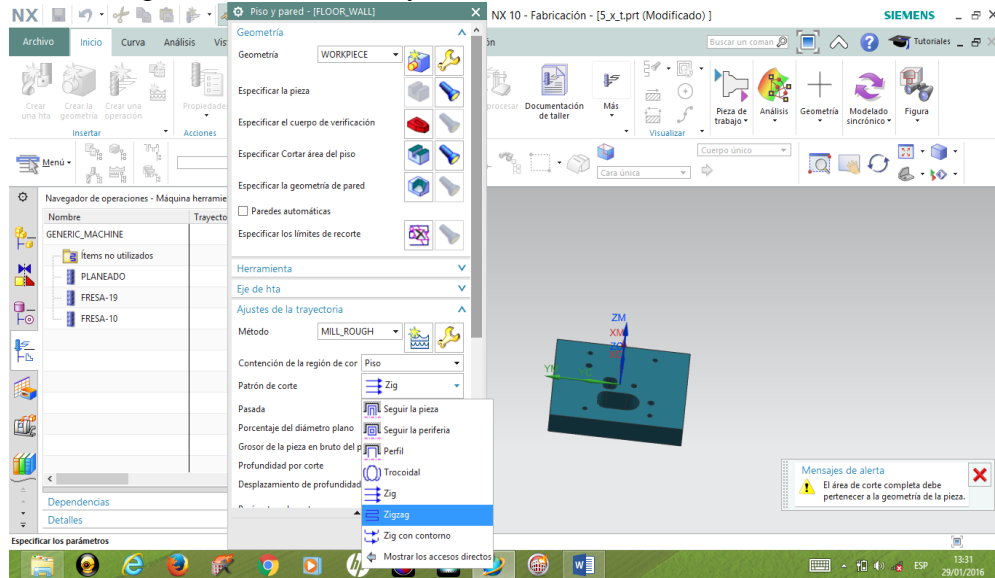 NX
Piso y pared - [FLOOR_WALL]
NX 10 - Fabricación - [5_x_t.prt (Modificado) ]
SIEMENS
Archivo
Inicio
Curva
Análisis
Vis
Buscar un coman
Tutoriales
Crear una hta
Crear la geometría
Crear una operación
Propiedade
Insertar
Acciones
procesar
Documentación de taller
Más
Visualizar
Pieza de trabajo
Análisis
Geometría
Modelado sincrónico
Figura
Menú
Cara única
Cuerpo único
Geometría
Geometría WORKPIECE
Especificar la pieza
Especificar el cuerpo de verificación
Especificar Cortar área del piso
Especificar la geometría de pared
Paredes automáticas
Especificar los límites de recorte
Herramienta
Eje de hta
Ajustes de la trayectoria
Método MILL_ROUGH
Contención de la región de cor Piso
Patrón de corte Zig
Pasada
Porcentaje del diámetro plano
Grosor de la pieza en bruto del p
Profundidad por corte
Desplazamiento de profundidad
Seguir la pieza
Seguir la periferia
Perfil
Trocoidal
Zig
Zigzag
Zig con contorno
Mostrar los accesos directos
Navegador de operaciones - Máquina herramie
Nombre
Trayecto
GENERIC_MACHINE
Ítems no utilizados
PLANEADO
FRESA-19
FRESA-10
Dependencias
Detalles
Especificar los parámetros
ZM
XM
YM
Mensajes de alerta
El área de corte completa debe
pertenecer a la geometría de la pieza.
ESP
13:31
29/01/2016